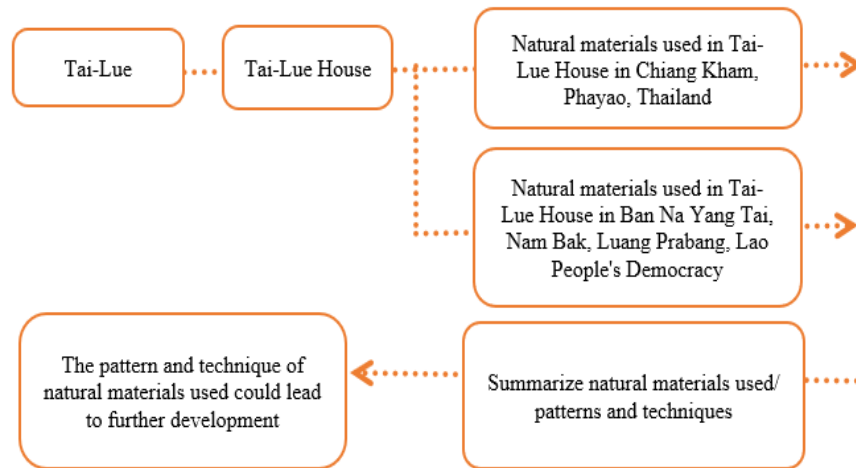 Tai-Lue
Tai-Lue House
Natural materials used in Tai-
Lue House in Chiang Kham,
Phayao, Thailand
Natural materials used in Tai-
Lue House in Ban Na Yang Tai,
Nam Bak, Luang Prabang, Lao
People's Democracy
The pattern and technique of
natural materials used could lead
to further development
Summarize natural materials used/
patterns and techniques